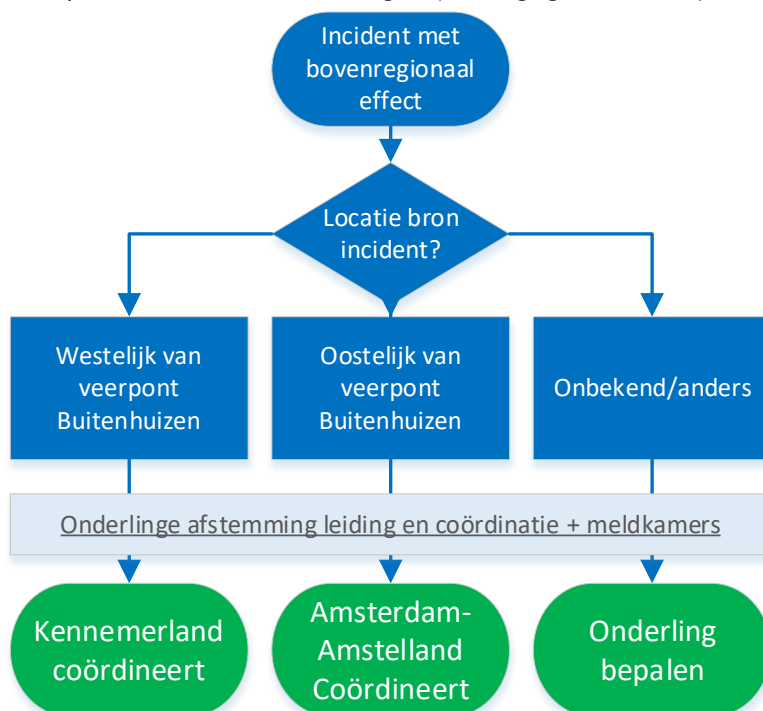 Incident met
bovenregionaal
effect
Locatie bron
incident?
Westelijk van
veerpont
Buitenhuizen
Oostelijk van
veerpont
Buitenhuizen
Onbekend/anders
Onderlinge afstemming leiding en coördinatie + meldkamers
Kennemerland
coördineert
Amsterdam-
Amstelland
Coördineert
Onderling
bepalen